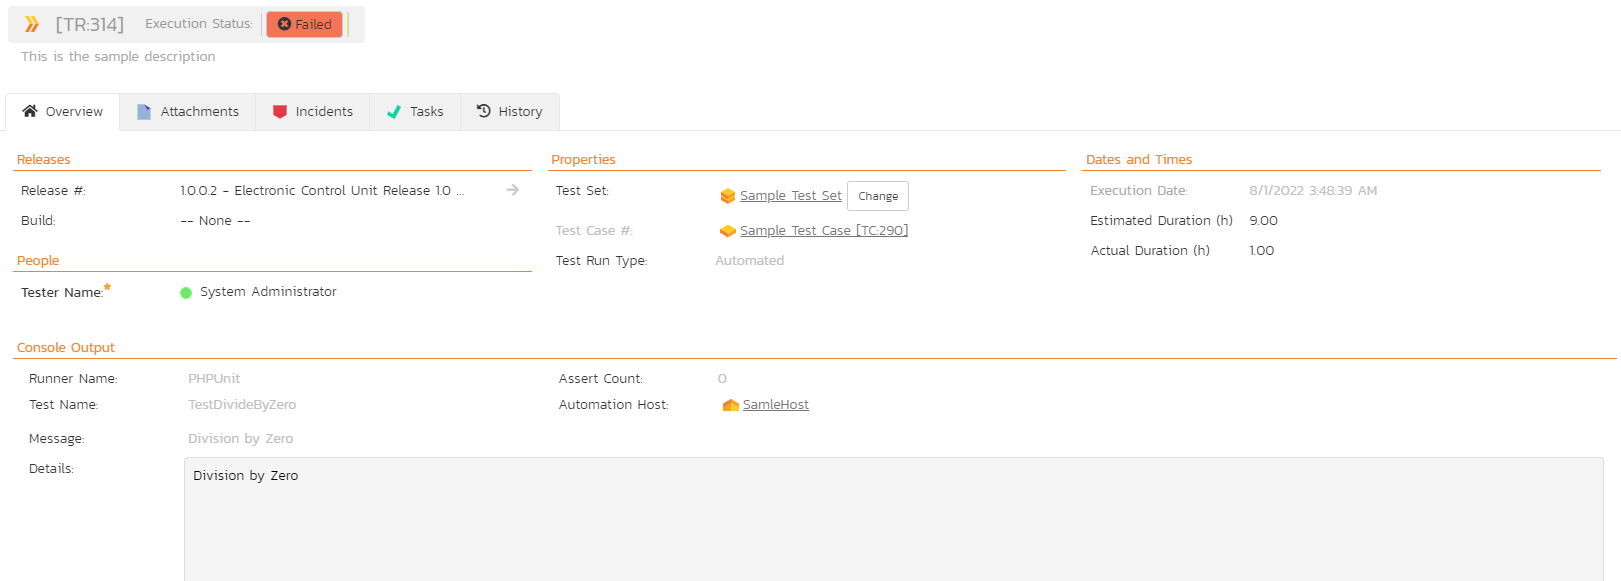 [TR:314] Execution Status: Failed
This is the sample description
Overview Attachments Incidents Tasks History
Releases
Release #: 1.0.0.2 - Electronic Control Unit Release 1.0 ...
Build: -- None --
People
Tester Name: System Administrator
Properties
Test Set: Sample Test Set Change
Test Case #: Sample Test Case [TC:290]
Test Run Type: Automated
Dates and Times
Execution Date: 8/1/2022 3:48:39 AM
Estimated Duration (h) 9.00
Actual Duration (h) 1.00
Console Output
Runner Name: PHPUnit Assert Count: 0
Test Name: TestDivideByZero Automation Host: SamleHost
Message: Division by Zero
Details: Division by Zero